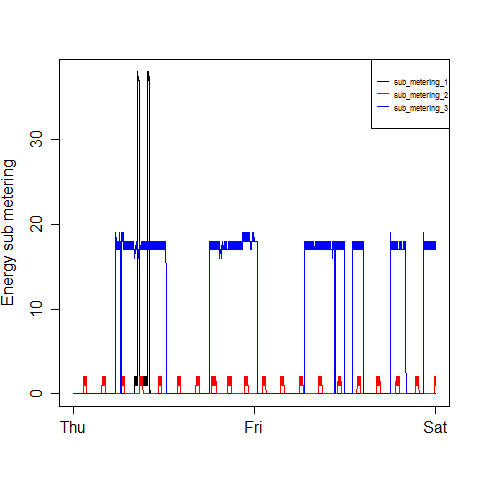 sub_metering_1
sub_metering_2
sub_metering_3
Energy sub metering
30
20
10
0
Thu Fri Sat